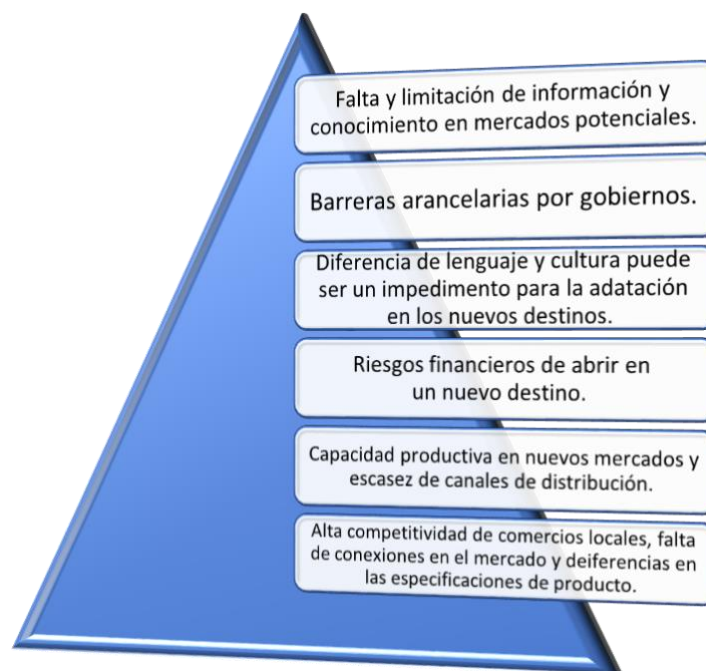 Falta y limitación de información y
conocimiento en mercados potenciales.
Barreras arancelarias por gobiernos.
Diferencia de lenguaje y cultura puede
ser un impedimento para la adatación
en los nuevos destinos.
Riesgos financieros de abrir en
un nuevo destino.
Capacidad productiva en nuevos mercados y
escasez de canales de distribución.
Alta competitividad de comercios locales, falta
de conexiones en el mercado y deiferencias en
las especificaciones de producto.